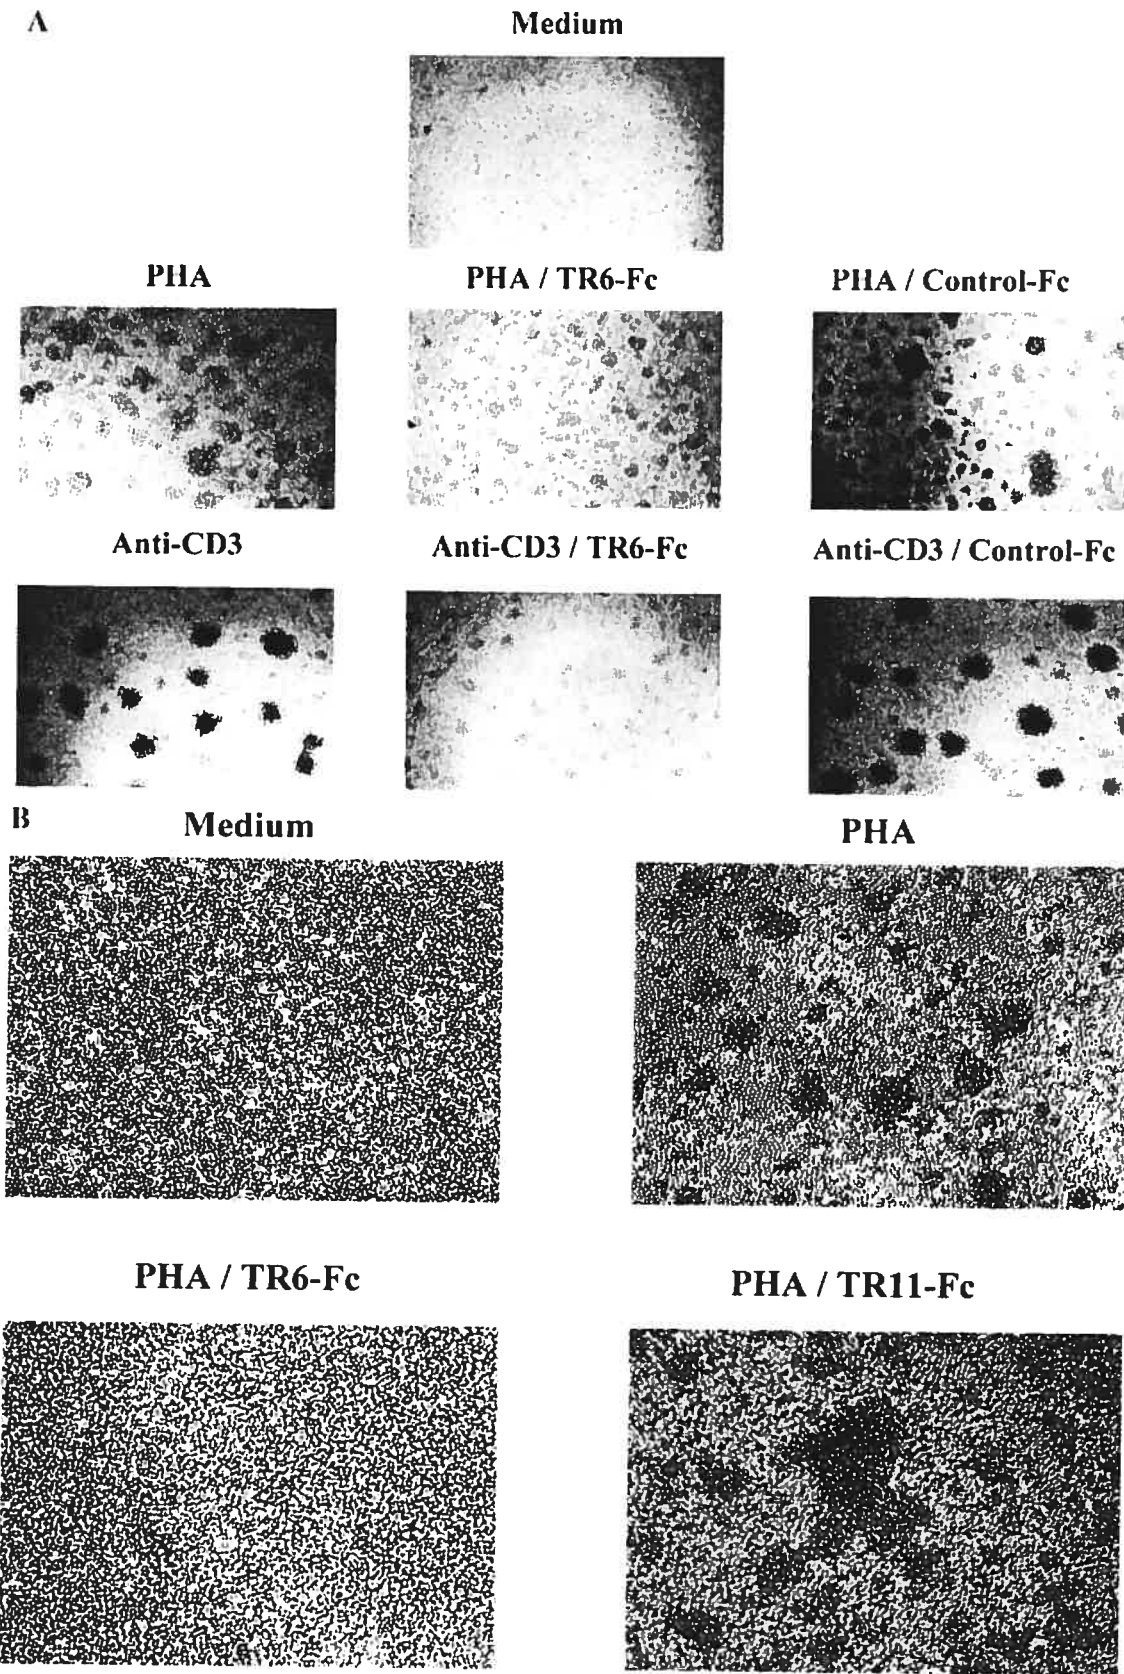 A
Medium
PHA
PHA / TR6-Fc
PHA / Control-Fc
Anti-CD3
Anti-CD3 / TR6-Fc
Anti-CD3 / Control-Fc
B
Medium
PHA
PHA / TR6-Fc
PHA / TR11-Fc